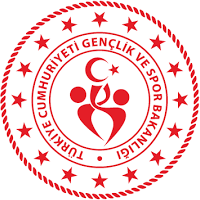 TÜRKİYE CUMHURİYETİ GENÇLİK VE SPOR BAKANLIĞI